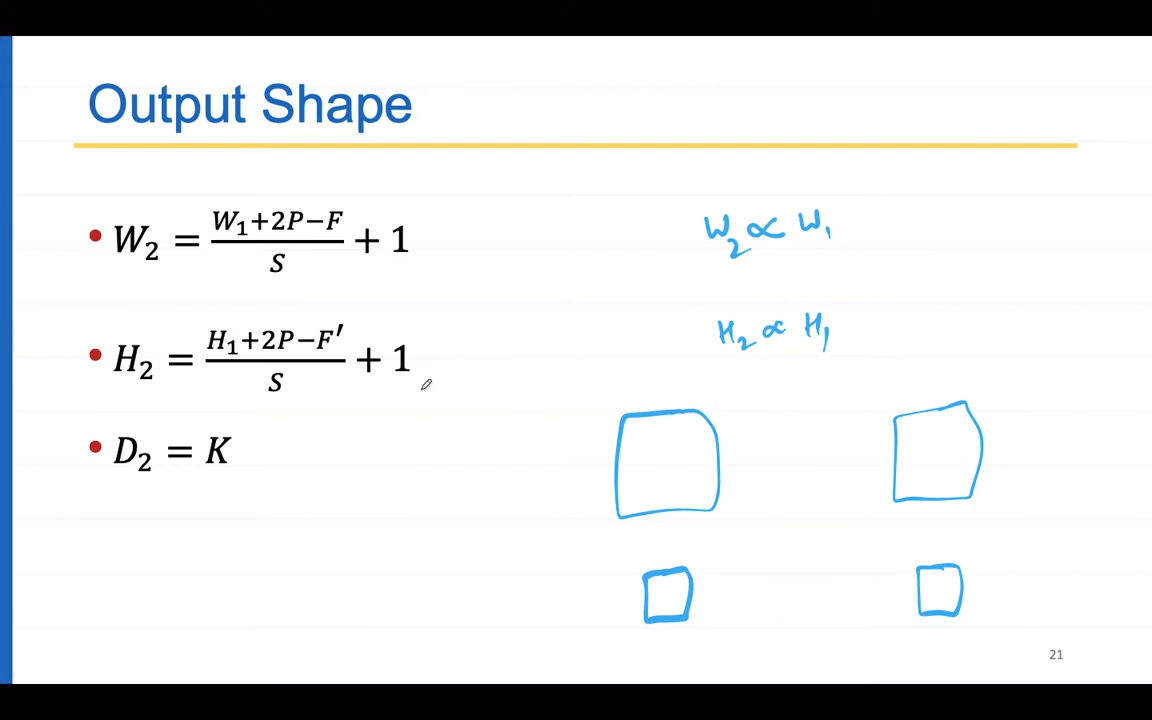 Output Shape
• W₂ = (W₁+2P−F)/S + 1
W₂ ∝ W₁
• H₂ = (H₁+2P−F′)/S + 1
H₂ ∝ H₁
• D₂ = K
21